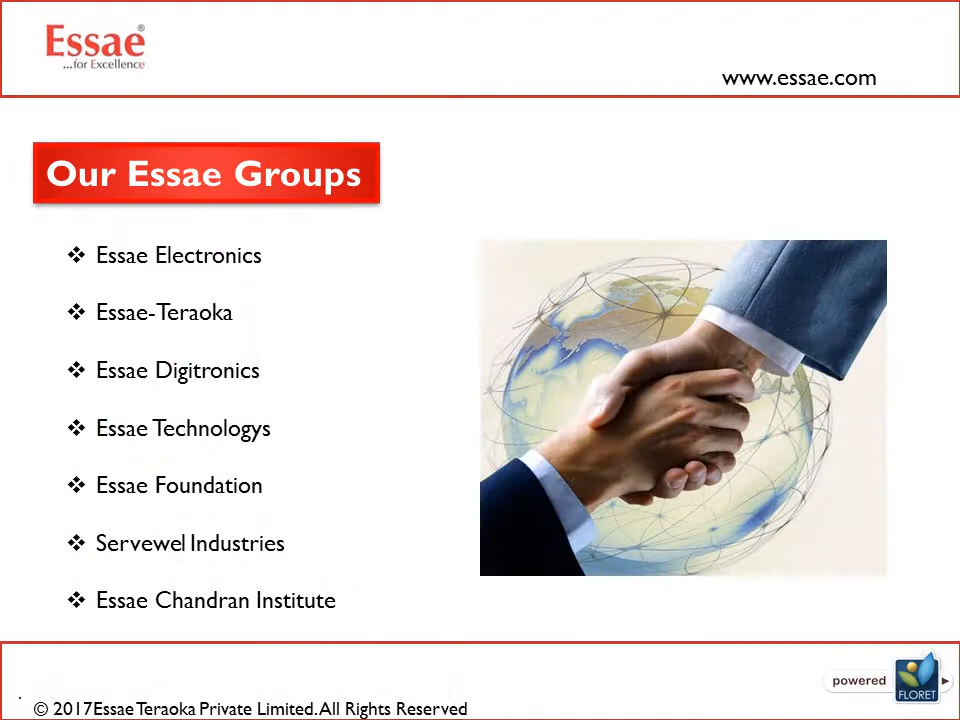 Essae®
...for Excellence
www.essae.com
Our Essae Groups
❖ Essae Electronics
❖ Essae-Teraoka
❖ Essae Digitronics
❖ Essae Technologys
❖ Essae Foundation
❖ Servewel Industries
❖ Essae Chandran Institute
powered
FLORET
. © 2017Essae Teraoka Private Limited.All Rights Reserved